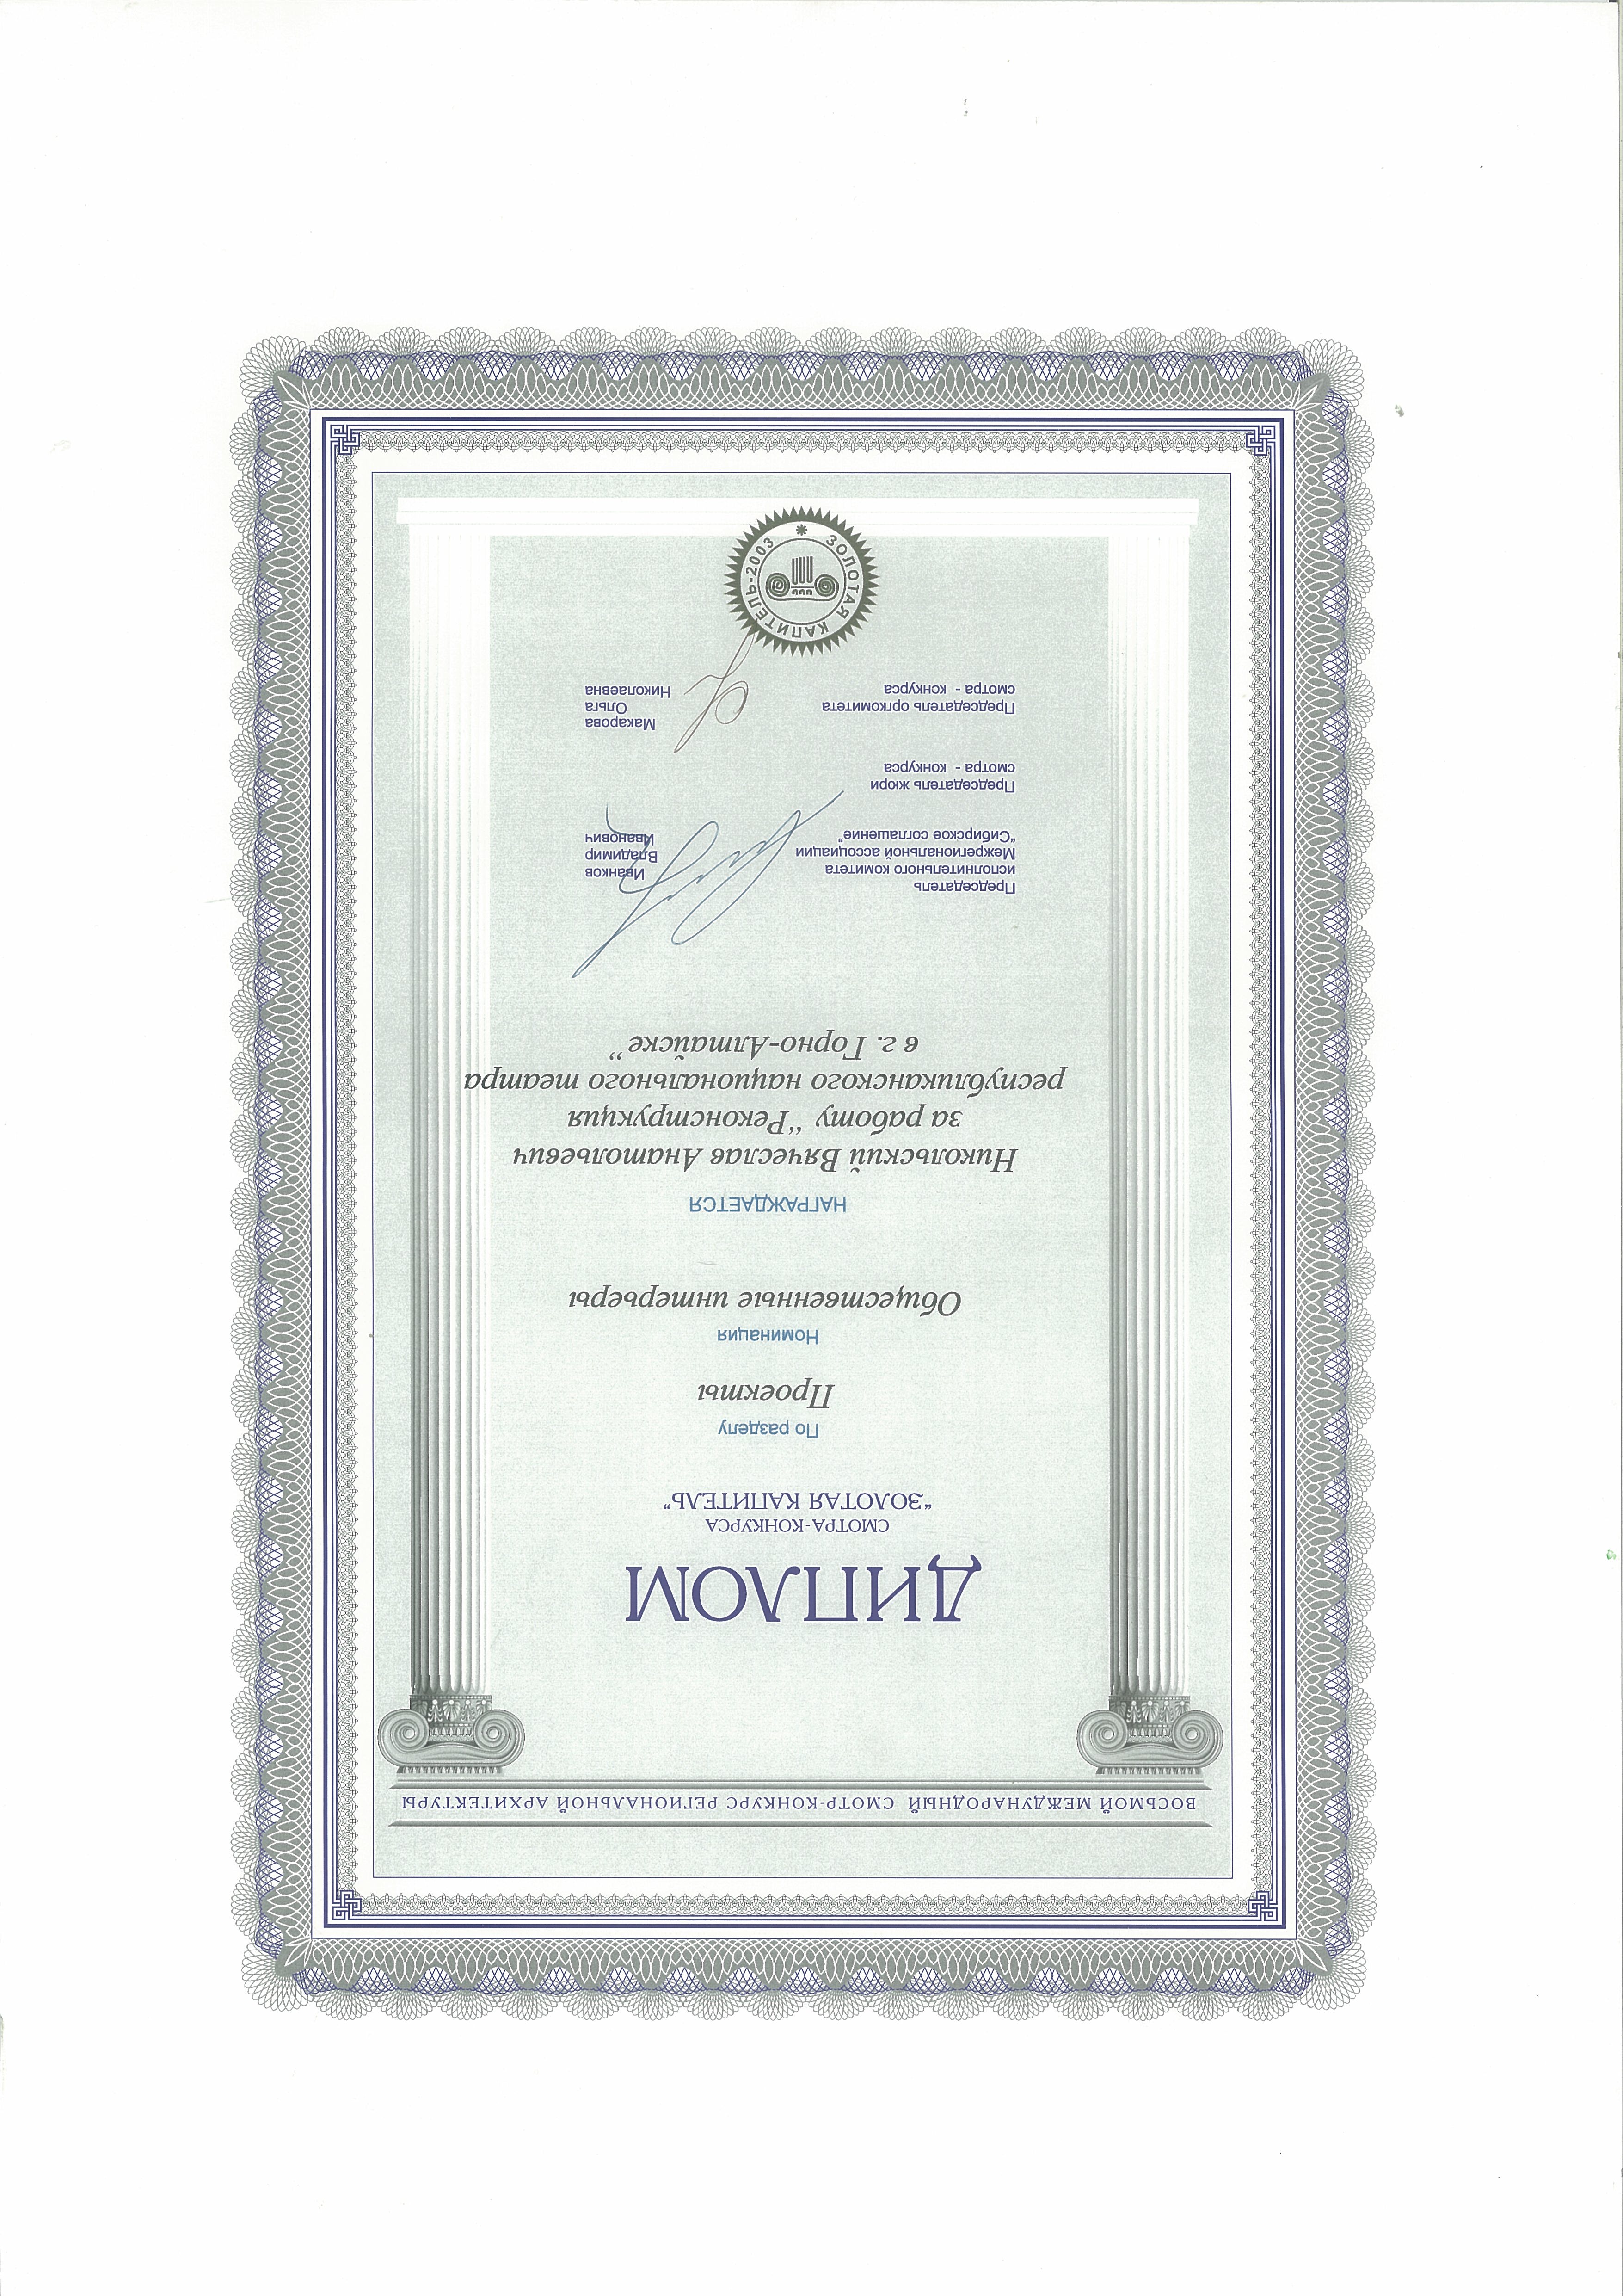 ВОСЬМОЙ МЕЖДУНАРОДНЫЙ СМОТР-КОНКУРС РЕГИОНАЛЬНОЙ АРХИТЕКТУРЫ
ДИПЛОМ
СМОТРА-КОНКУРСА
"ЗОЛОТАЯ КАПИТЕЛЬ"
По разделу
Проекты
Номинация
Общественные интерьеры
НАГРАЖДАЕТСЯ
Никольский Вячеслав Анатольевич
за работу "Реконструкция
республиканского национального театра
в г. Горно-Алтайске"
Председатель
исполнительного комитета
Межрегиональной ассоциации
"Сибирское соглашение"
Иванков
Владимир
Иванович
Председатель жюри
смотра - конкурса
Председатель оргкомитета
смотра - конкурса
Макарова
Ольга
Николаевна
ЗОЛОТАЯ КАПИТЕЛЬ-2003